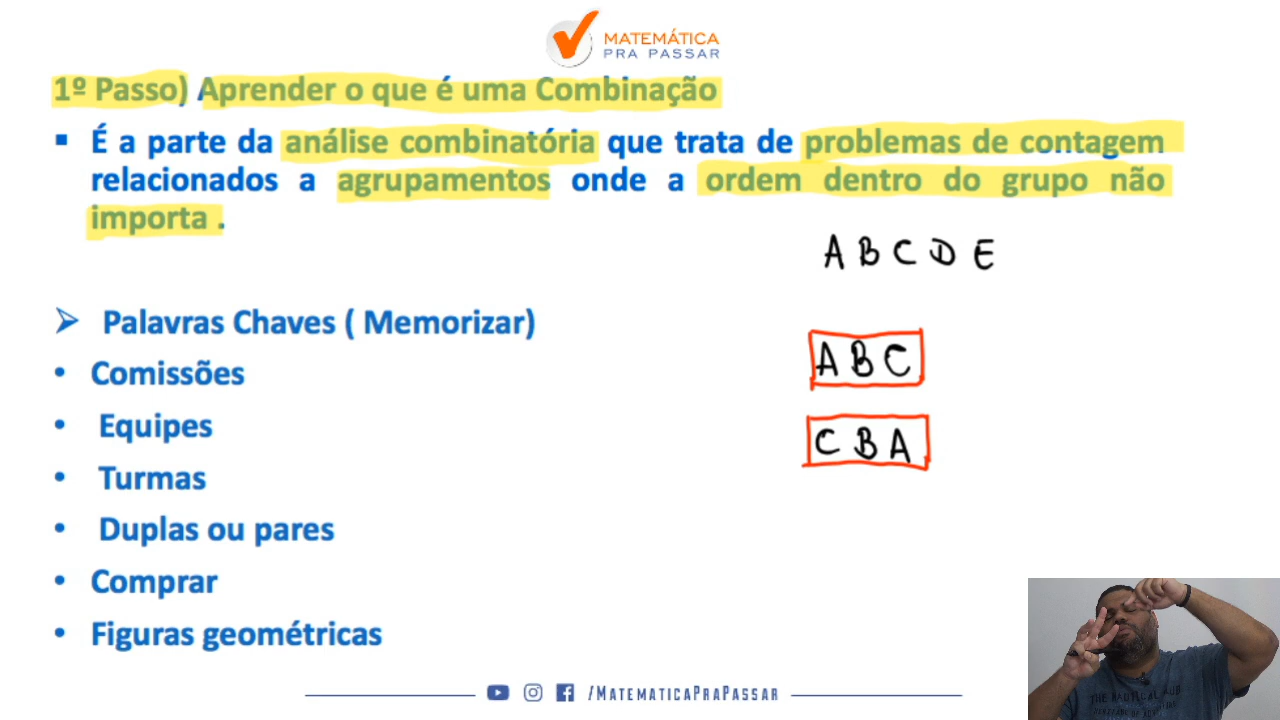 MATEMÁTICA
PRA PASSAR
1º Passo) Aprender o que é uma Combinação
▪ É a parte da análise combinatória que trata de problemas de contagem
relacionados a agrupamentos onde a ordem dentro do grupo não
importa .
A B C D E
➢ Palavras Chaves ( Memorizar)
A B C
• Comissões
• Equipes
C B A
• Turmas
• Duplas ou pares
• Comprar
• Figuras geométricas
/MATEMATICAPRAPASSAR